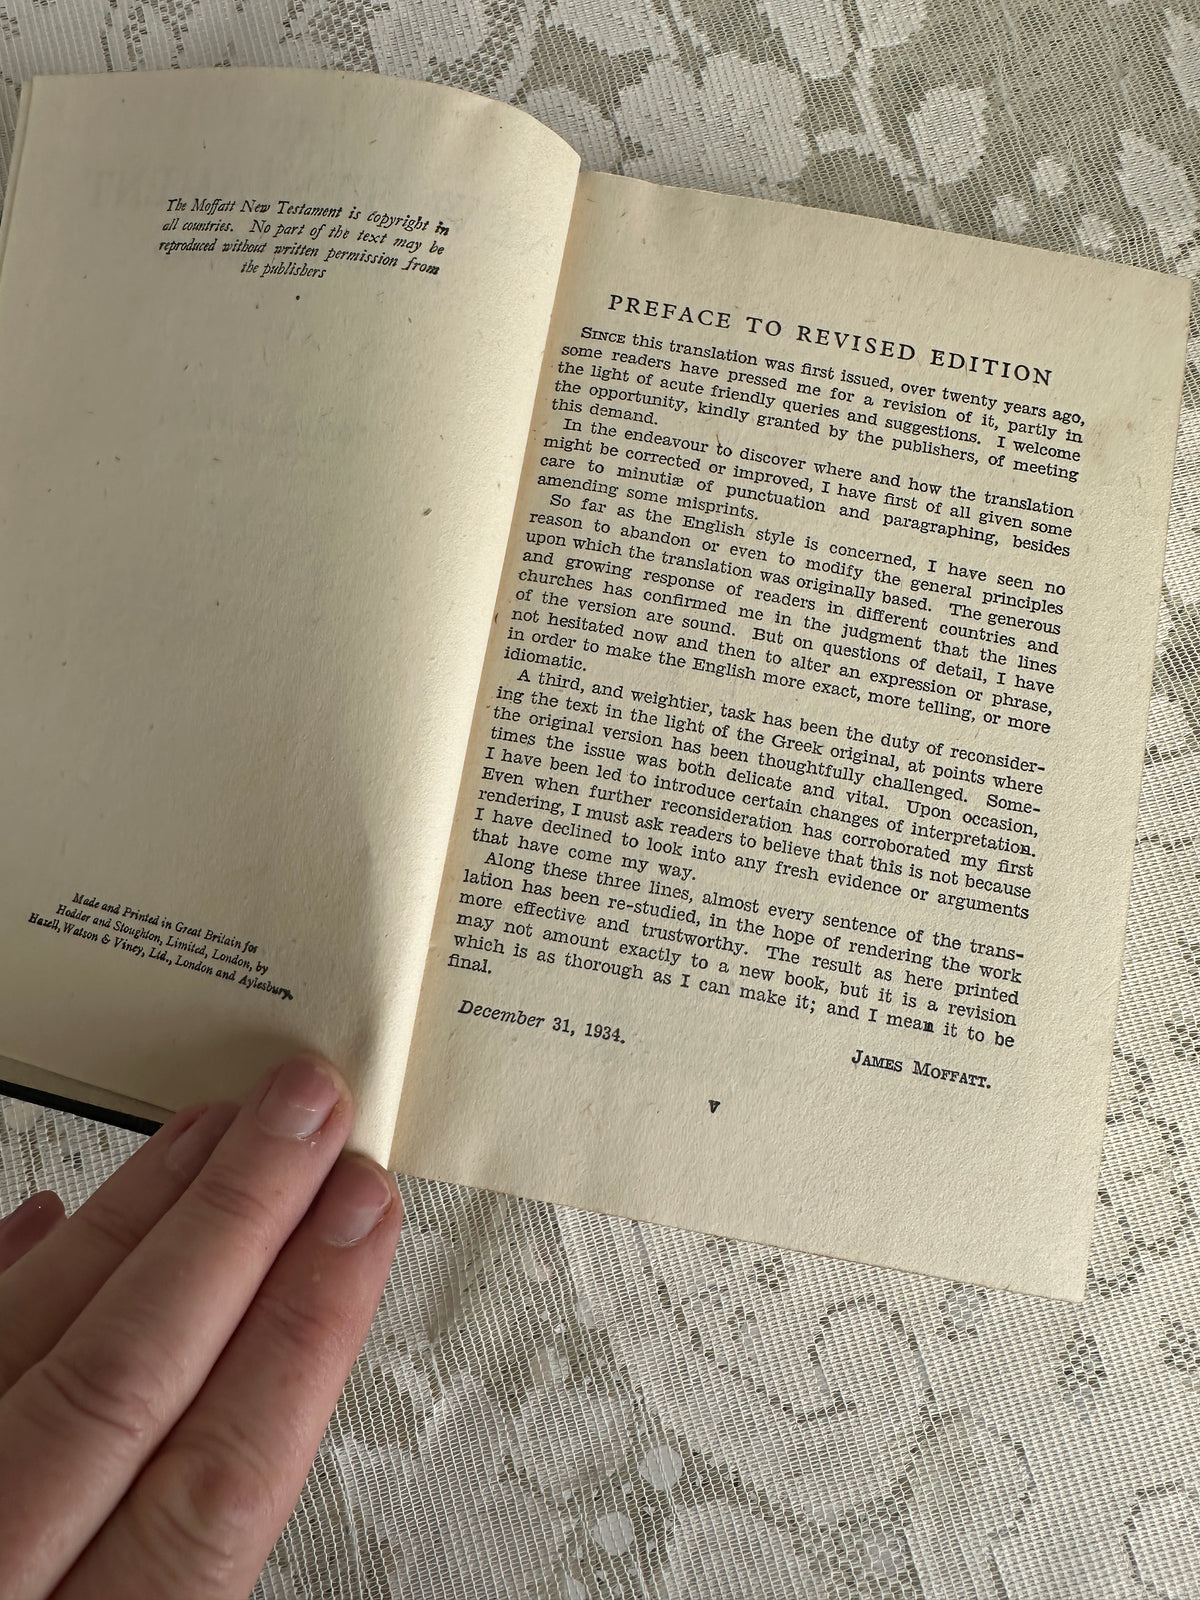 The Moffatt New Testament is copyright in
all countries. No part of the text may be
reproduced without written permission from
the publishers
Made and Printed in Great Britain for
Hodder and Stoughton, Limited, London, by
Hazell, Watson & Viney, Ltd., London and Aylesbury.
PREFACE TO REVISED EDITION
SINCE this translation was first issued, over twenty years ago,
some readers have pressed me for a revision of it, partly in
the light of acute friendly queries and suggestions. I welcome
the opportunity, kindly granted by the publishers, of meeting
this demand.
In the endeavour to discover where and how the translation
might be corrected or improved, I have first of all given some
care to minutiæ of punctuation and paragraphing, besides
amending some misprints.
So far as the English style is concerned, I have seen no
reason to abandon or even to modify the general principles
upon which the translation was originally based. The generous
and growing response of readers in different countries and
churches has confirmed me in the judgment that the lines
of the version are sound. But on questions of detail, I have
not hesitated now and then to alter an expression or phrase,
in order to make the English more exact, more telling, or more
idiomatic.
A third, and weightier, task has been the duty of reconsider-
ing the text in the light of the Greek original, at points where
the original version has been thoughtfully challenged. Some-
times the issue was both delicate and vital. Upon occasion,
I have been led to introduce certain changes of interpretation.
Even when further reconsideration has corroborated my first
rendering, I must ask readers to believe that this is not because
I have declined to look into any fresh evidence or arguments
that have come my way.
Along these three lines, almost every sentence of the trans-
lation has been re-studied, in the hope of rendering the work
more effective and trustworthy. The result as here printed
may not amount exactly to a new book, but it is a revision
which is as thorough as I can make it; and I mean it to be
final.
December 31, 1934.
JAMES MOFFATT.
v